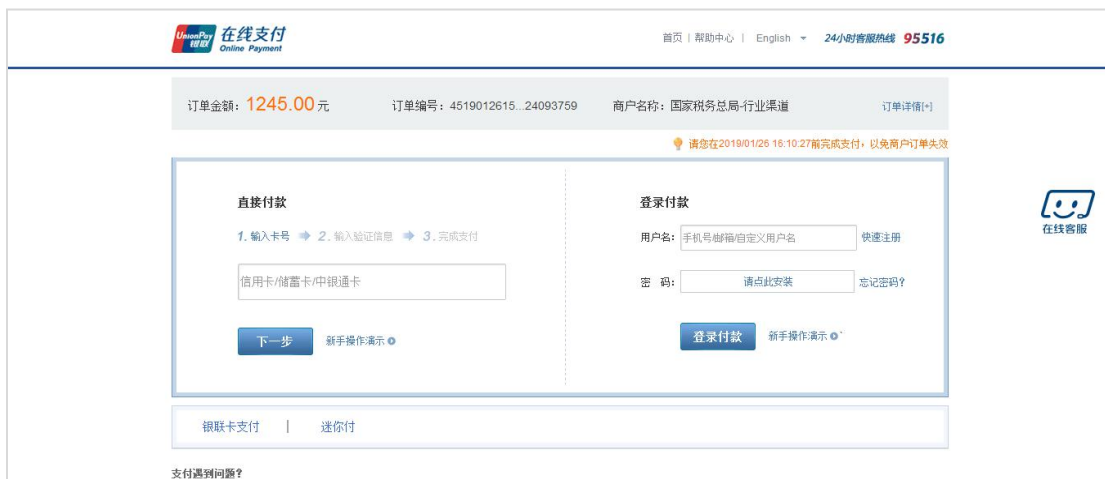 UnionPay 银联 在线支付
Online Payment
首页 | 帮助中心 | English 24小时客服热线 95516
订单金额：1245.00元 订单编号：4519012615...24093759 商户名称：国家税务总局-行业渠道 订单详情[+]
请您在2019/01/26 16:10:27前完成支付，以免商户订单失效
直接付款
1.输入卡号 2.输入验证信息 3.完成支付
信用卡/储蓄卡/中银通卡
下一步 新手操作演示
登录付款
用户名：手机号/邮箱/自定义用户名 快速注册
密 码：请点此安装 忘记密码？
登录付款 新手操作演示
在线客服
银联卡支付 | 迷你付
支付遇到问题？